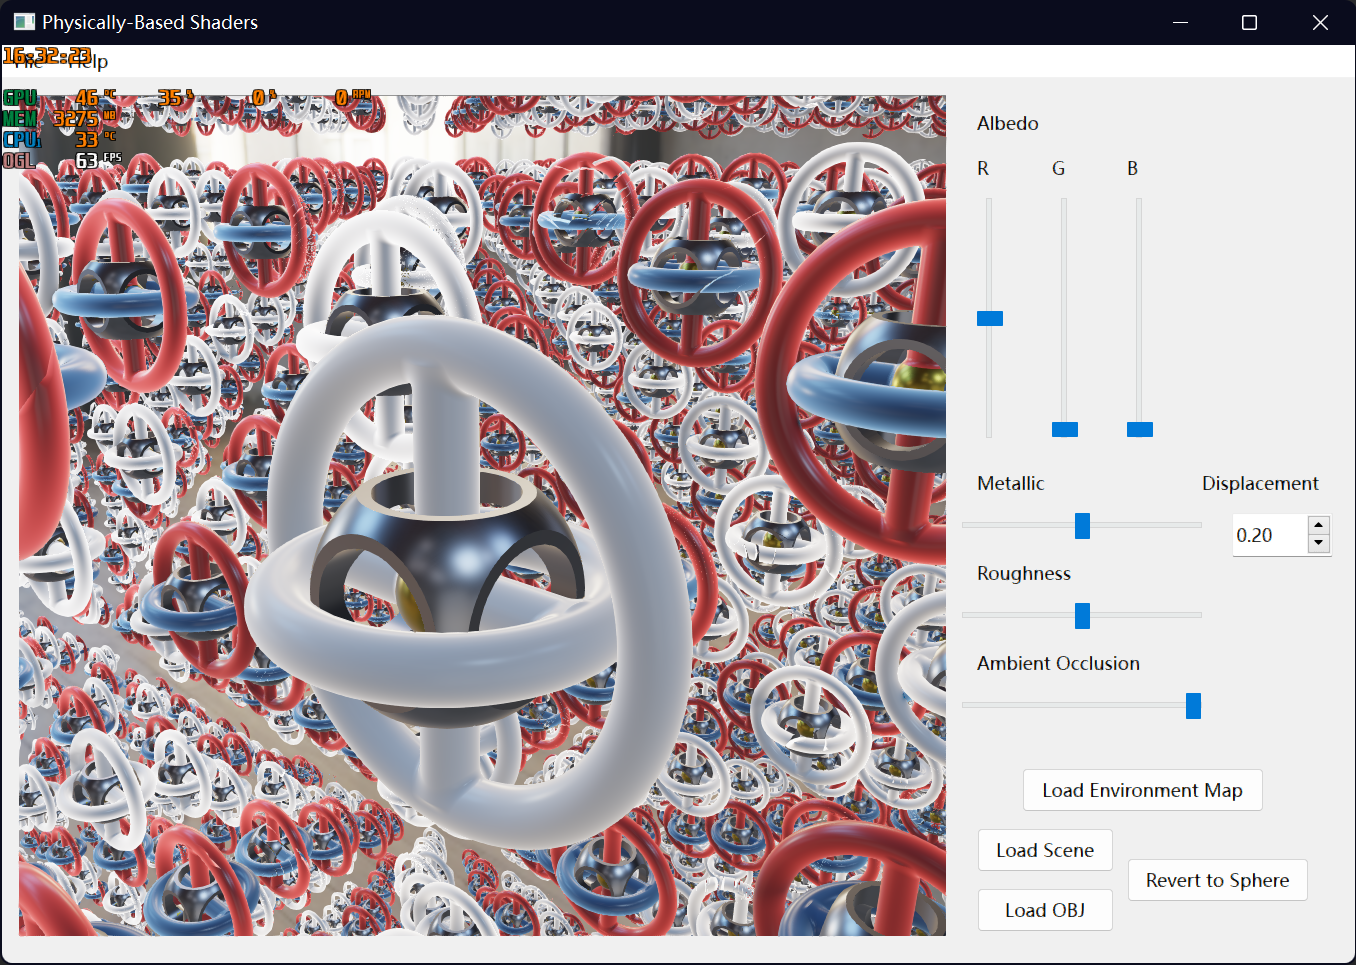 Physically-Based Shaders
16:32:23
File Help
GPU 46 °C 35 % 0 % 0 RPM
MEM 3275 MB
CPU 33 °C
OGL 63 FPS
Albedo
R G B
Metallic Displacement
0.20
Roughness
Ambient Occlusion
Load Environment Map
Load Scene
Revert to Sphere
Load OBJ